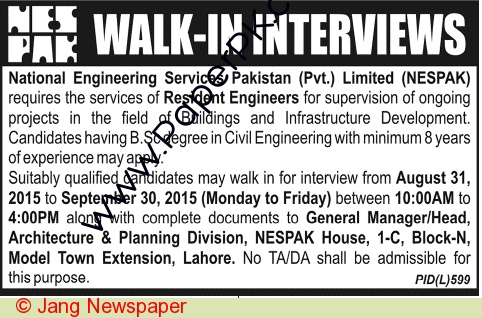 NES
PAK
WALK-IN INTERVIEWS
National Engineering Services Pakistan (Pvt.) Limited (NESPAK)
requires the services of Resident Engineers for supervision of ongoing
projects in the field of Buildings and Infrastructure Development.
Candidates having B.Sc degree in Civil Engineering with minimum 8 years
of experience may apply.
Suitably qualified candidates may walk in for interview from August 31,
2015 to September 30, 2015 (Monday to Friday) between 10:00AM to
4:00PM along with complete documents to General Manager/Head,
Architecture & Planning Division, NESPAK House, 1-C, Block-N,
Model Town Extension, Lahore. No TA/DA shall be admissible for
this purpose. PID(L)599
www.PaperPk.com
© Jang Newspaper